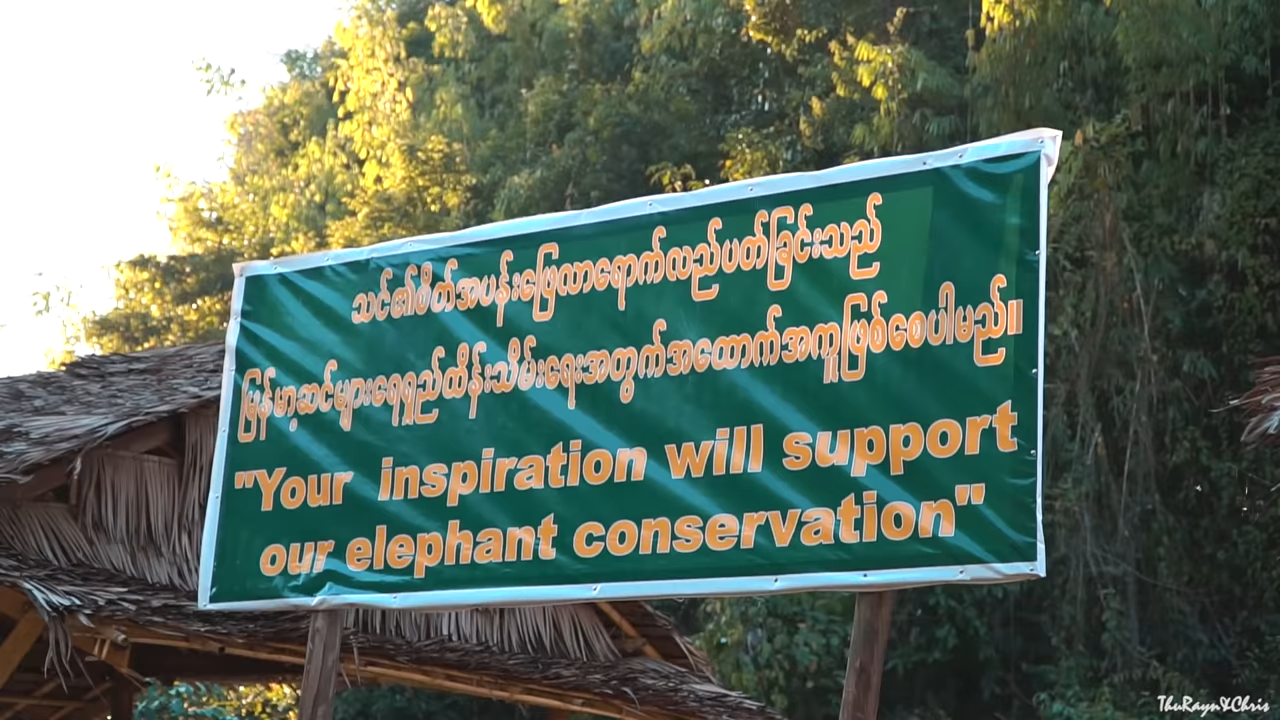 သင်၏စိတ်အပန်းဖြေလာရောက်လည်ပတ်ခြင်းသည်
မြန်မာ့ဆင်များရေရှည်ထိန်းသိမ်းရေးအတွက်အထောက်အကူဖြစ်စေပါမည်။
"Your inspiration will support
our elephant conservation"
ThuRayn&Chris